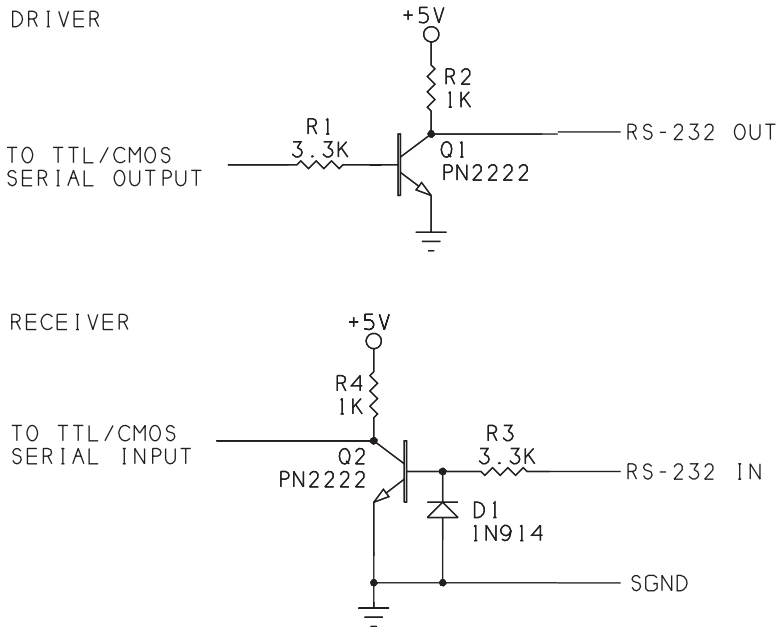 DRIVER
+5V
R2
1K
R1
3.3K
RS-232 OUT
TO TTL/CMOS
SERIAL OUTPUT
Q1
PN2222
RECEIVER
+5V
R4
1K
TO TTL/CMOS
SERIAL INPUT
Q2
PN2222
R3
3.3K
RS-232 IN
D1
1N914
SGND